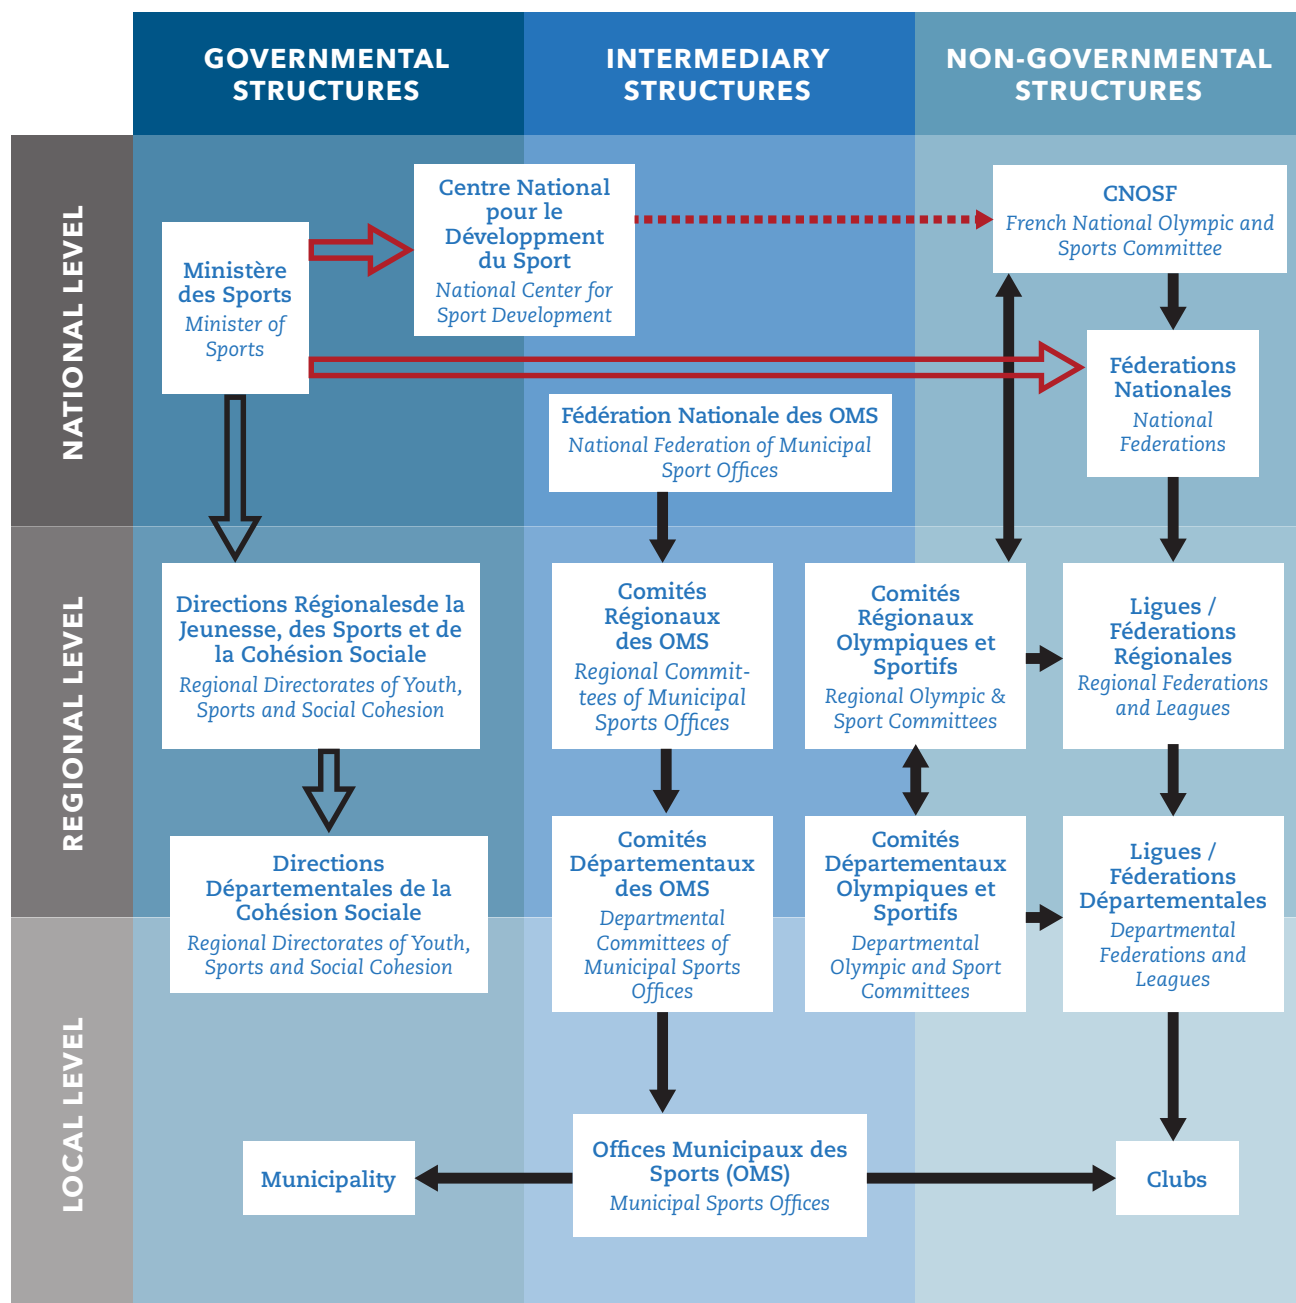 GOVERNMENTAL
STRUCTURES
INTERMEDIARY
STRUCTURES
NON-GOVERNMENTAL
STRUCTURES
NATIONAL LEVEL
Ministère
des Sports
Minister of
Sports
Centre National
pour le
Développment
du Sport
National Center for
Sport Development
CNOSF
French National Olympic and
Sports Committee
Féderations
Nationales
National
Federations
Fédération Nationale des OMS
National Federation of Municipal
Sport Offices
REGIONAL LEVEL
Directions Régionalesde la
Jeunesse, des Sports et de
la Cohésion Sociale
Regional Directorates of Youth,
Sports and Social Cohesion
Comités
Régionaux
des OMS
Regional Commit-
tees of Municipal
Sports Offices
Comités
Régionaux
Olympiques et
Sportifs
Regional Olympic &
Sport Committees
Ligues /
Féderations
Régionales
Regional Federations
and Leagues
Directions
Départementales de la
Cohésion Sociale
Regional Directorates of Youth,
Sports and Social Cohesion
Comités
Départementaux
des OMS
Departmental
Committees of
Municipal Sports
Offices
Comités
Départementaux
Olympiques et
Sportifs
Departmental
Olympic and Sport
Committees
Ligues /
Féderations
Départementales
Departmental
Federations and
Leagues
LOCAL LEVEL
Municipality
Offices Municipaux des
Sports (OMS)
Municipal Sports Offices
Clubs